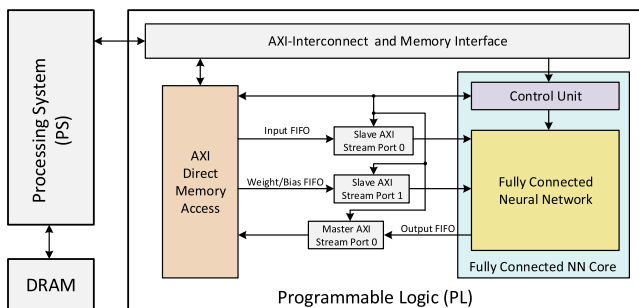 AXI-Interconnect and Memory Interface
Processing System
(PS)
DRAM
AXI
Direct
Memory
Access
Input FIFO
Slave AXI
Stream Port 0
Weight/Bias FIFO
Slave AXI
Stream Port 1
Master AXI
Stream Port 0
Output FIFO
Control Unit
Fully Connected
Neural Network
Fully Connected NN Core
Programmable Logic (PL)